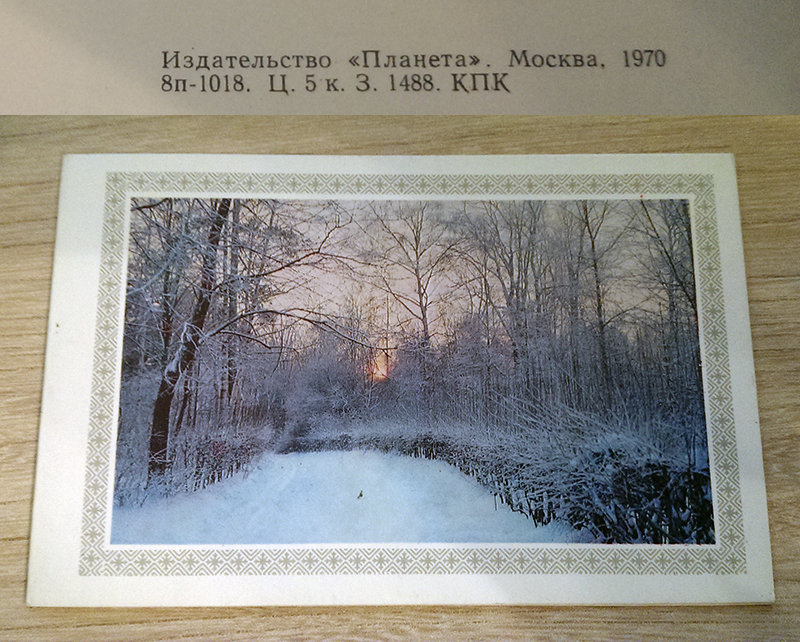 Издательство «Планета». Москва, 1970
8п-1018. Ц. 5 к. З. 1488. КПК